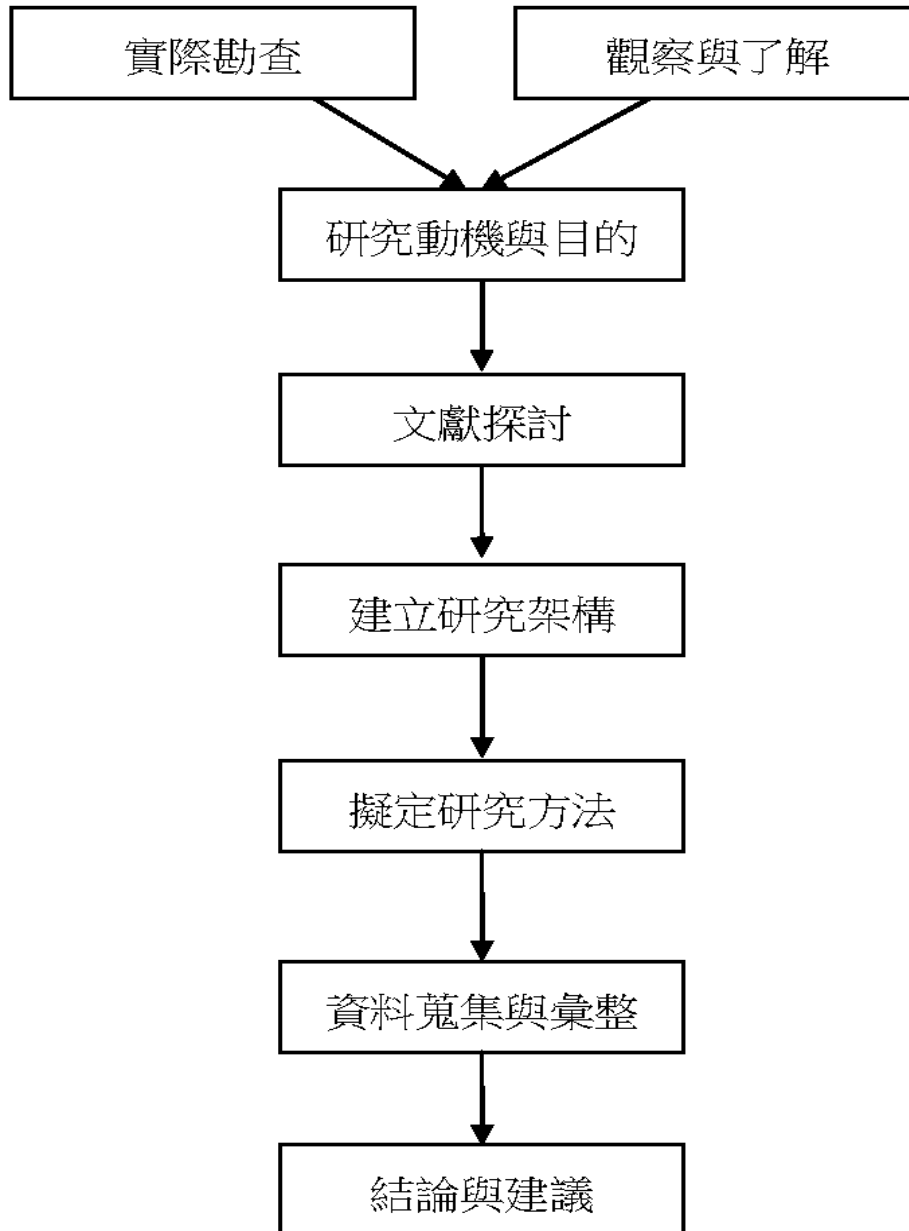 實際勘查
觀察與了解
研究動機與目的
文獻探討
建立研究架構
擬定研究方法
資料蒐集與彙整
結論與建議